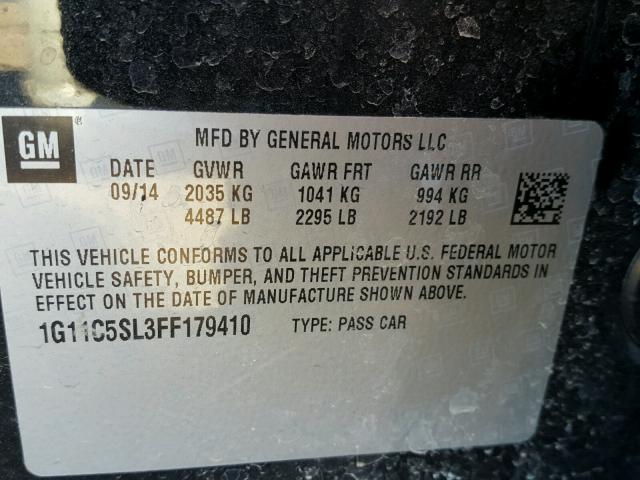 GM
MFD BY GENERAL MOTORS LLC
DATE GVWR GAWR FRT GAWR RR
09/14 2035 KG 1041 KG 994 KG
4487 LB 2295 LB 2192 LB
THIS VEHICLE CONFORMS TO ALL APPLICABLE U.S. FEDERAL MOTOR
VEHICLE SAFETY, BUMPER, AND THEFT PREVENTION STANDARDS IN
EFFECT ON THE DATE OF MANUFACTURE SHOWN ABOVE.
1G11C5SL3FF179410 TYPE: PASS CAR